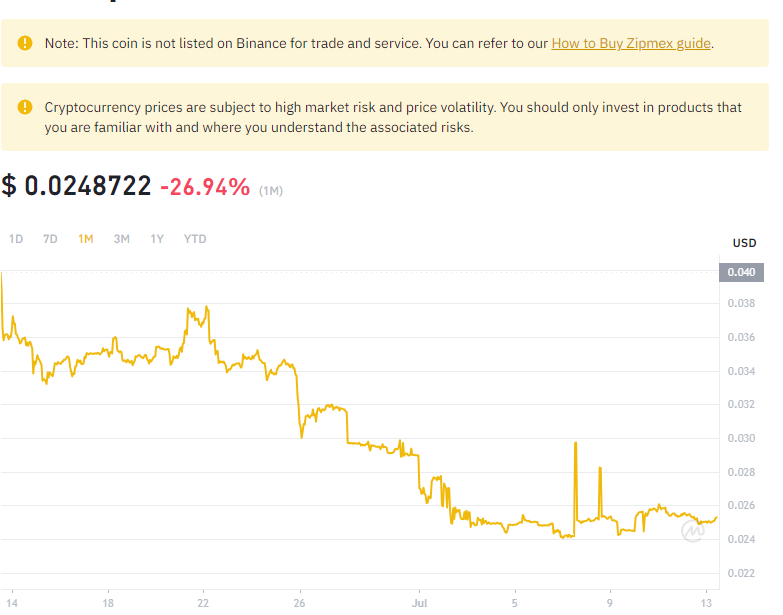 Note: This coin is not listed on Binance for trade and service. You can refer to our How to Buy Zipmex guide.
Cryptocurrency prices are subject to high market risk and price volatility. You should only invest in products that
you are familiar with and where you understand the associated risks.
$ 0.0248722 -26.94% (1M)
1D 7D 1M 3M 1Y YTD
USD
0.040
0.038
0.036
0.034
0.032
0.030
0.028
0.026
0.024
0.022
14 18 22 26 Jul 5 9 13